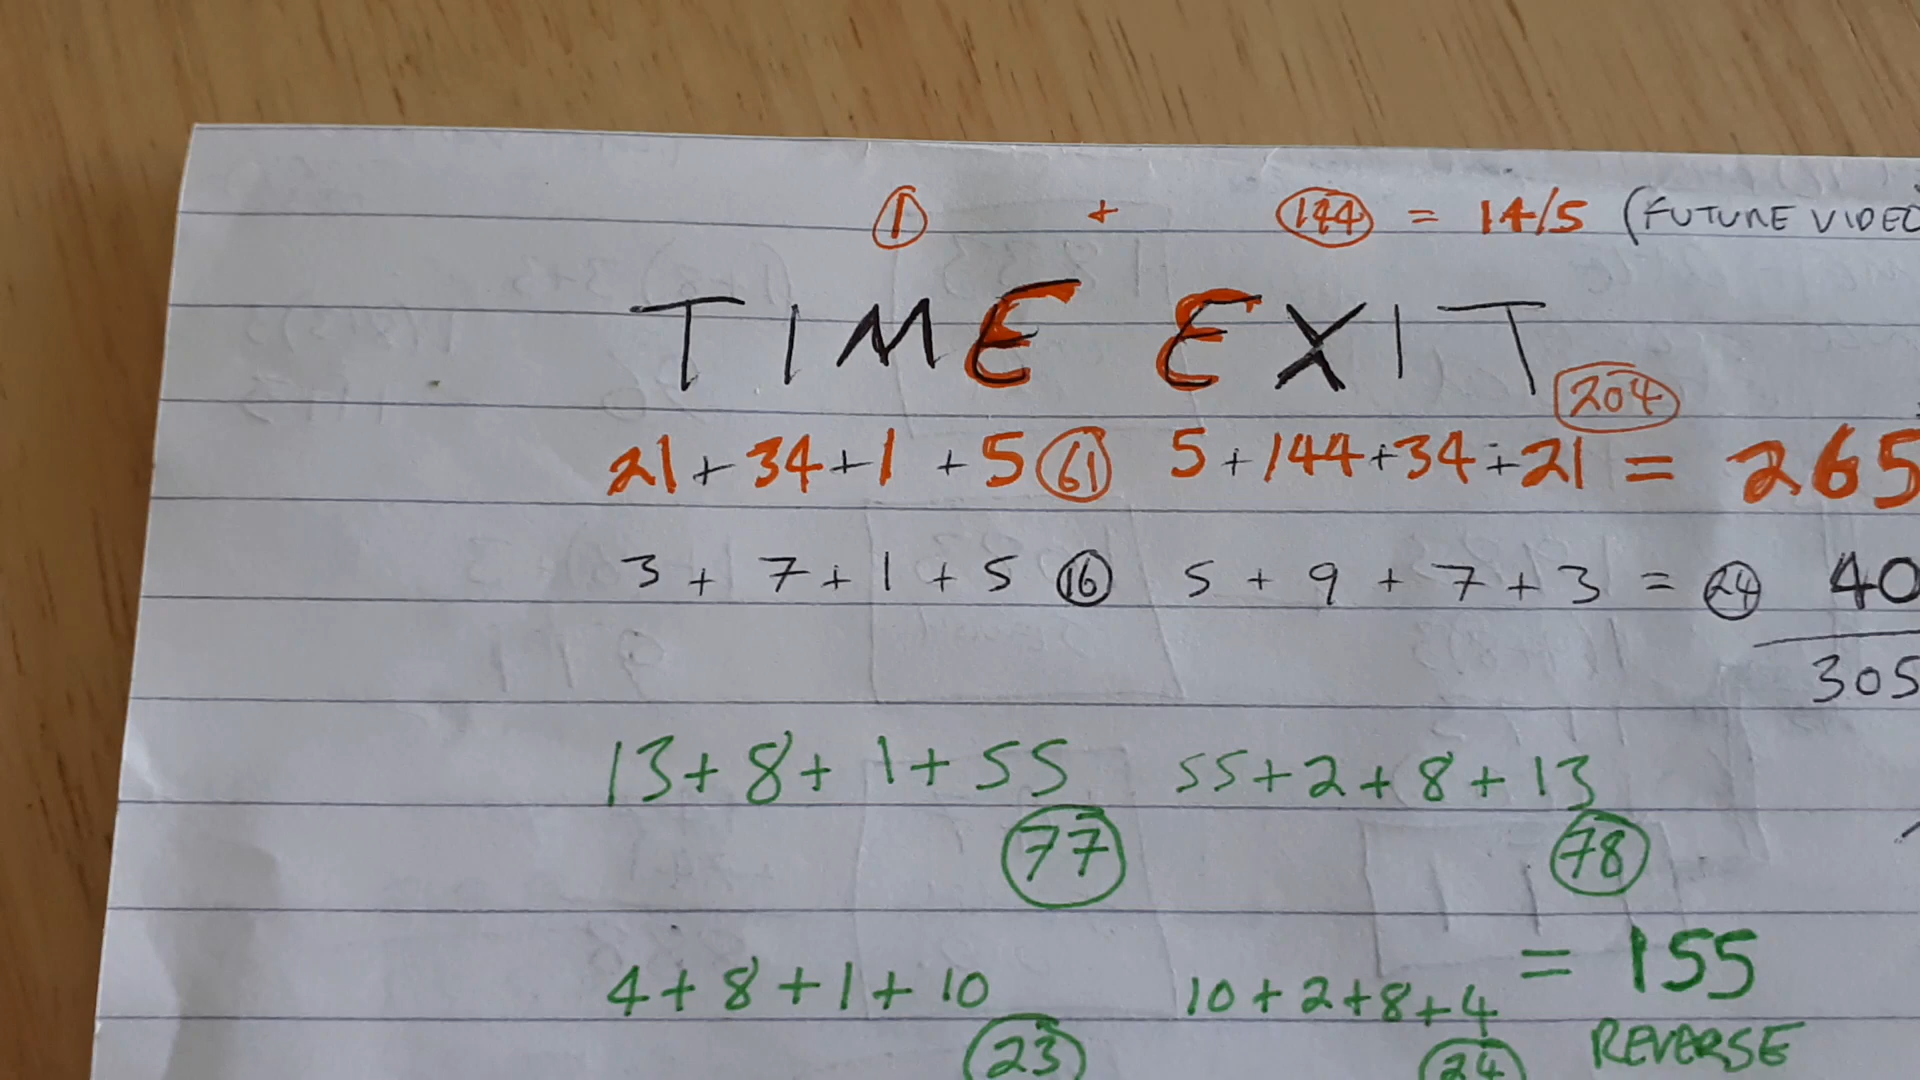 1 + 144 = 14/5 (FUTURE VIDEO
TIME EXIT
204
21+34+1+5 61 5+144+34+21 = 265
3+7+1+5 16 5+9+7+3 = 24 40
305
13+8+1+55 55+2+8+13
77 78
= 155
4+8+1+10 10+2+8+4
23 24 REVERSE